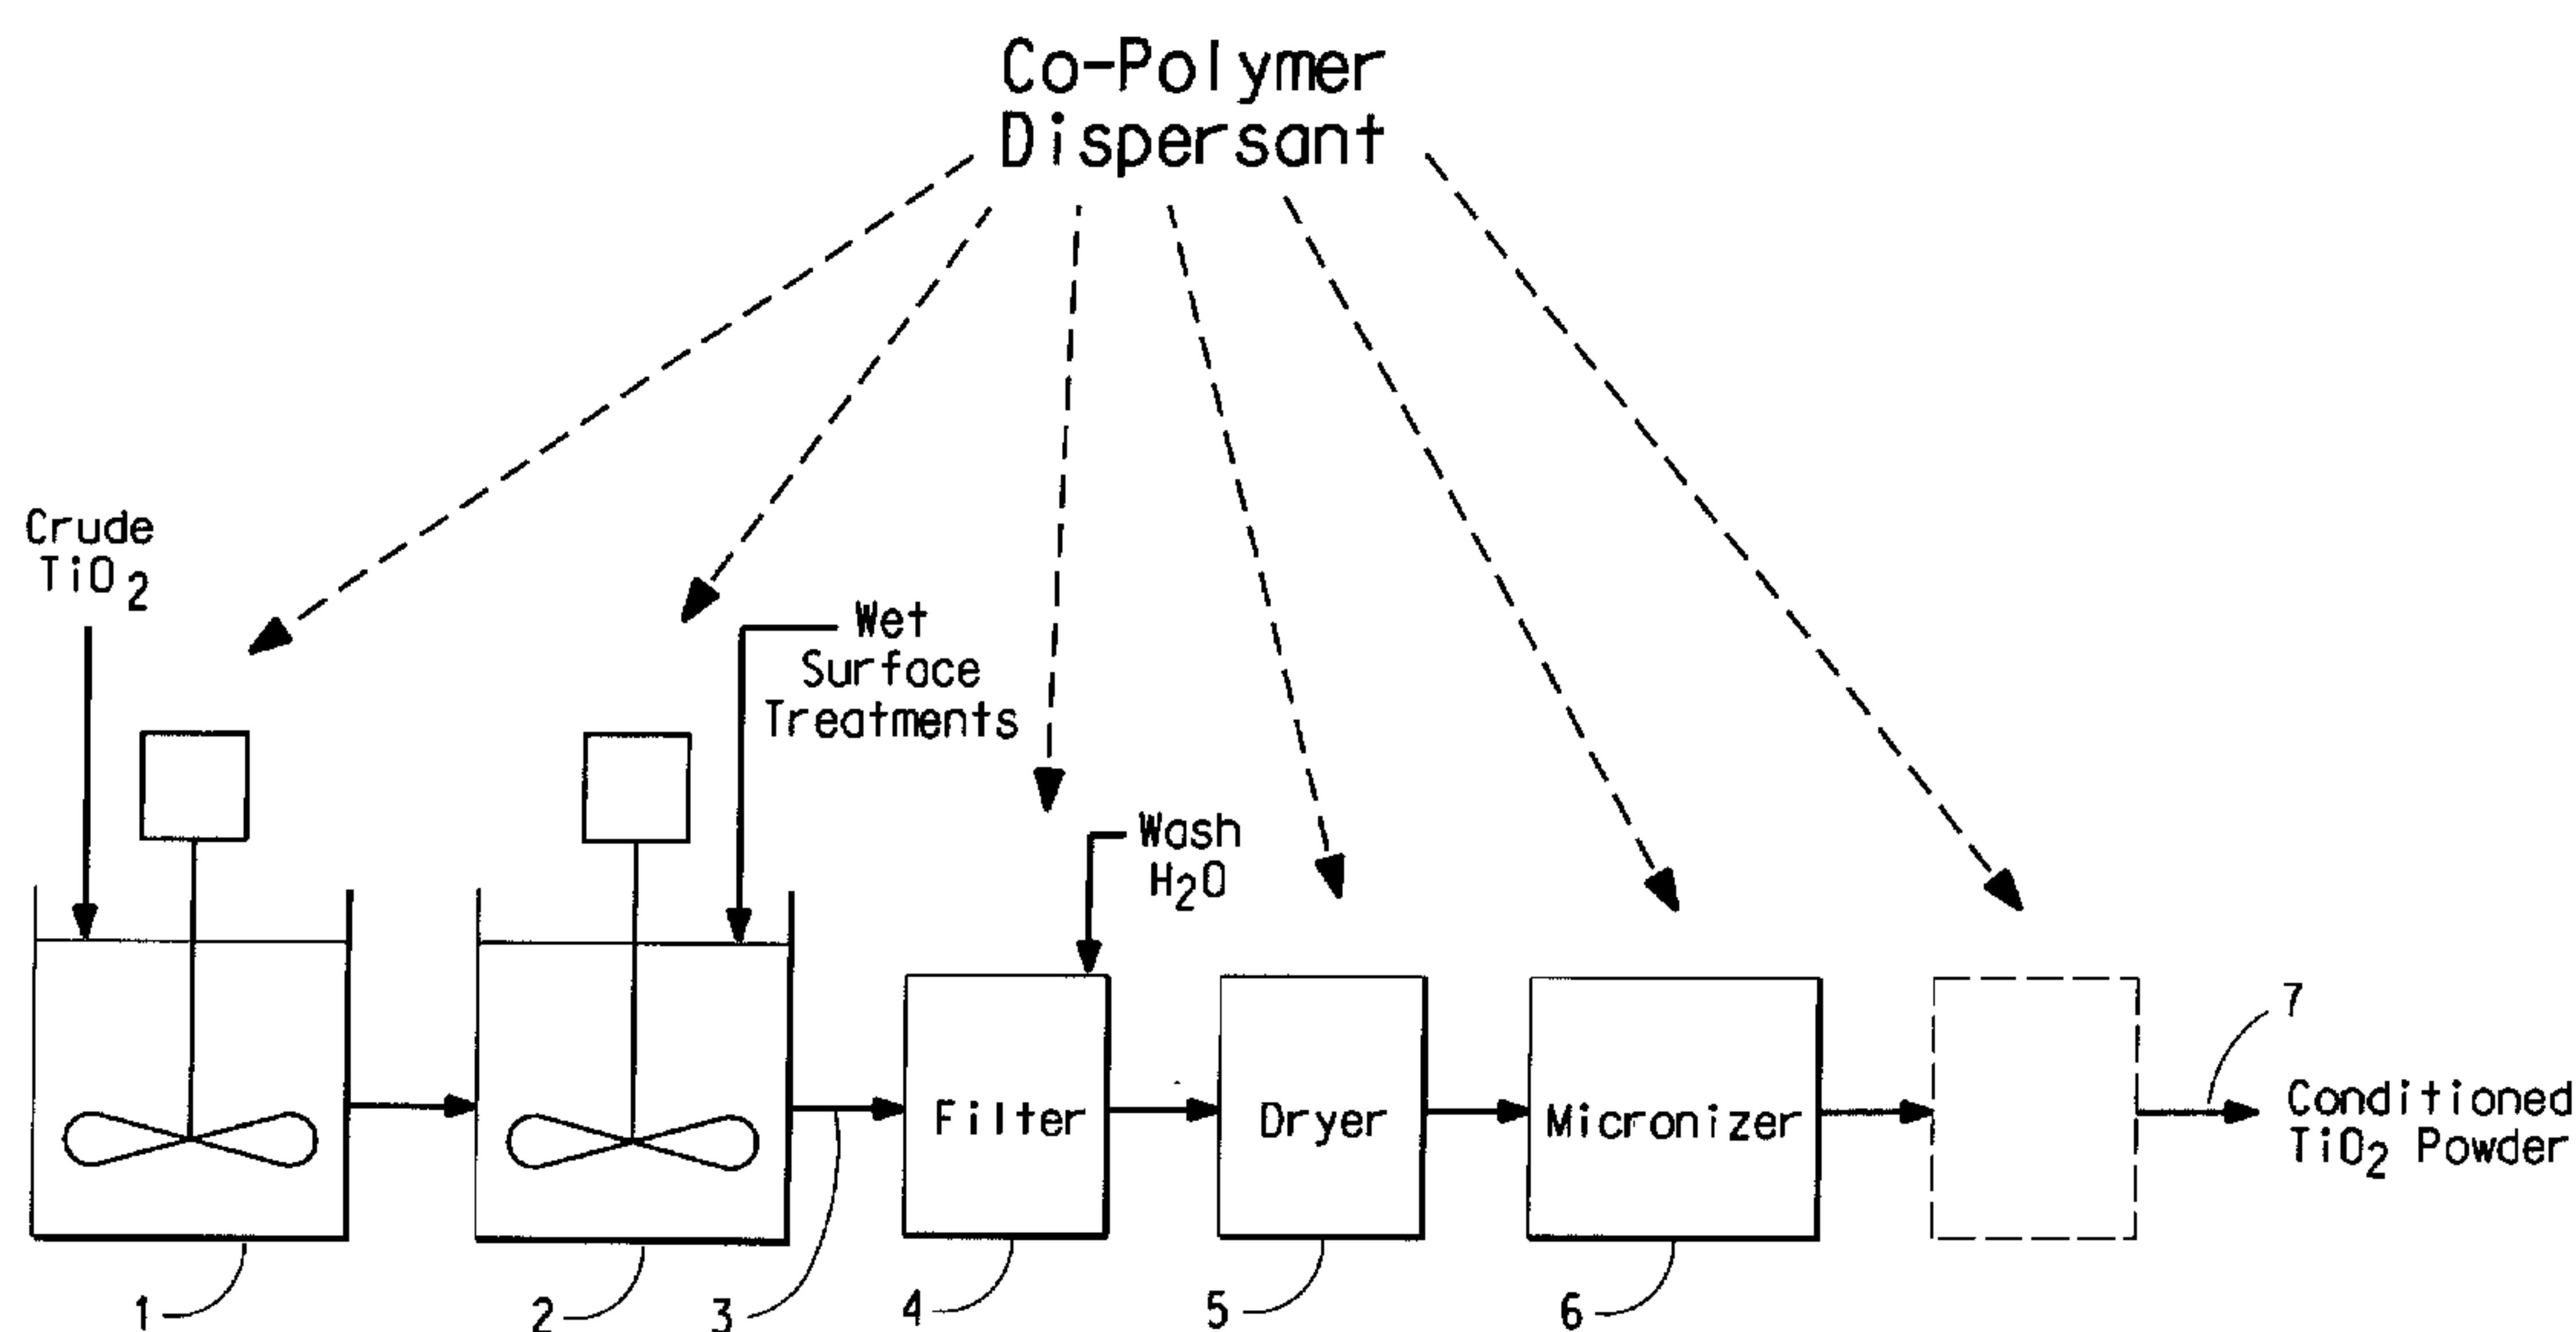 Co-Polymer
Dispersant
Crude
TiO2
Wet
Surface
Treatments
Wash
H2O
Filter
Dryer
Micronizer
7
Conditioned
TiO2 Powder
1
2
3
4
5
6